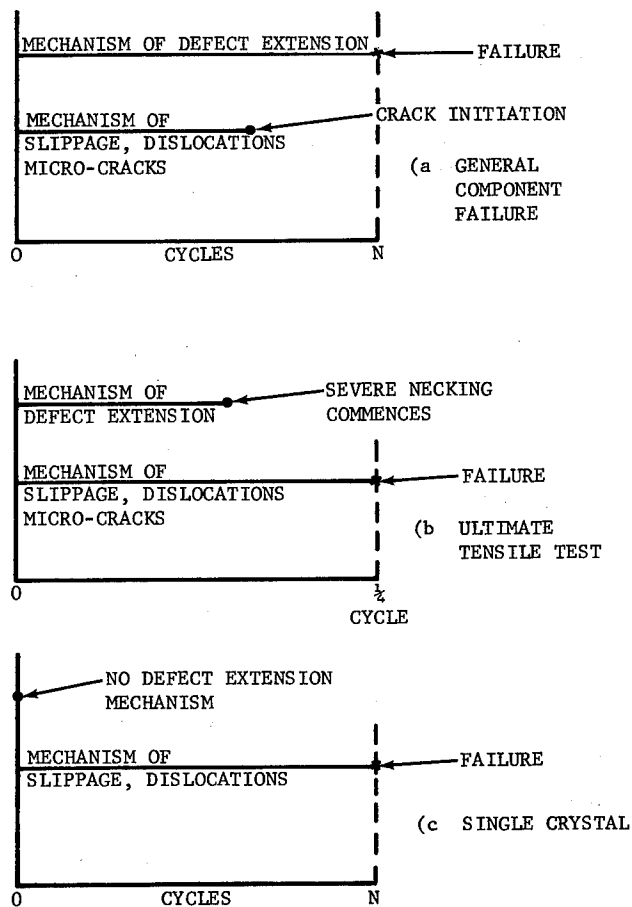 MECHANISM OF DEFECT EXTENSION
FAILURE
MECHANISM OF
SLIPPAGE, DISLOCATIONS
MICRO-CRACKS
CRACK INITIATION
(a GENERAL
COMPONENT
FAILURE
0 CYCLES N
MECHANISM OF
DEFECT EXTENSION
SEVERE NECKING
COMMENCES
MECHANISM OF
SLIPPAGE, DISLOCATIONS
MICRO-CRACKS
FAILURE
(b ULTIMATE
TENSILE TEST
0 ¼
CYCLE
NO DEFECT EXTENSION
MECHANISM
MECHANISM OF
SLIPPAGE, DISLOCATIONS
FAILURE
(c SINGLE CRYSTAL
0 CYCLES N